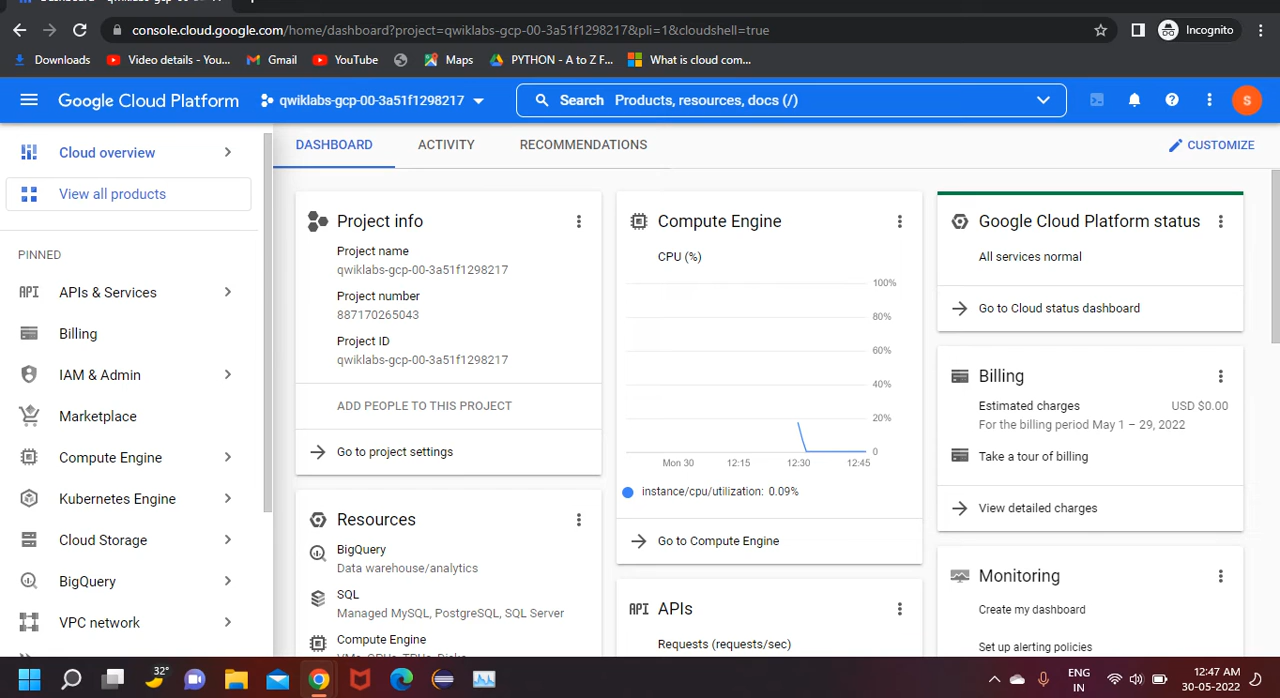 console.cloud.google.com/home/dashboard?project=qwiklabs-gcp-00-3a51f1298217&pli=1&cloudshell=true
Incognito
Downloads
Video details - You...
Gmail
YouTube
Maps
PYTHON - A to Z F...
What is cloud com...
Google Cloud Platform
qwiklabs-gcp-00-3a51f1298217
Search Products, resources, docs (/)
S
Cloud overview
View all products
PINNED
API APIs & Services
Billing
IAM & Admin
Marketplace
Compute Engine
Kubernetes Engine
Cloud Storage
BigQuery
VPC network
DASHBOARD
ACTIVITY
RECOMMENDATIONS
CUSTOMIZE
Project info
Project name
qwiklabs-gcp-00-3a51f1298217
Project number
887170265043
Project ID
qwiklabs-gcp-00-3a51f1298217
ADD PEOPLE TO THIS PROJECT
Go to project settings
Resources
BigQuery
Data warehouse/analytics
SQL
Managed MySQL, PostgreSQL, SQL Server
Compute Engine
VMs, GPUs, TPUs, Disks
Compute Engine
CPU (%)
100%
80%
60%
40%
20%
0
Mon 30
12:15
12:30
12:45
instance/cpu/utilization: 0.09%
Go to Compute Engine
API APIs
Requests (requests/sec)
Google Cloud Platform status
All services normal
Go to Cloud status dashboard
Billing
Estimated charges USD $0.00
For the billing period May 1 – 29, 2022
Take a tour of billing
View detailed charges
Monitoring
Create my dashboard
Set up alerting policies
32°
ENG
IN
12:47 AM
30-05-2022